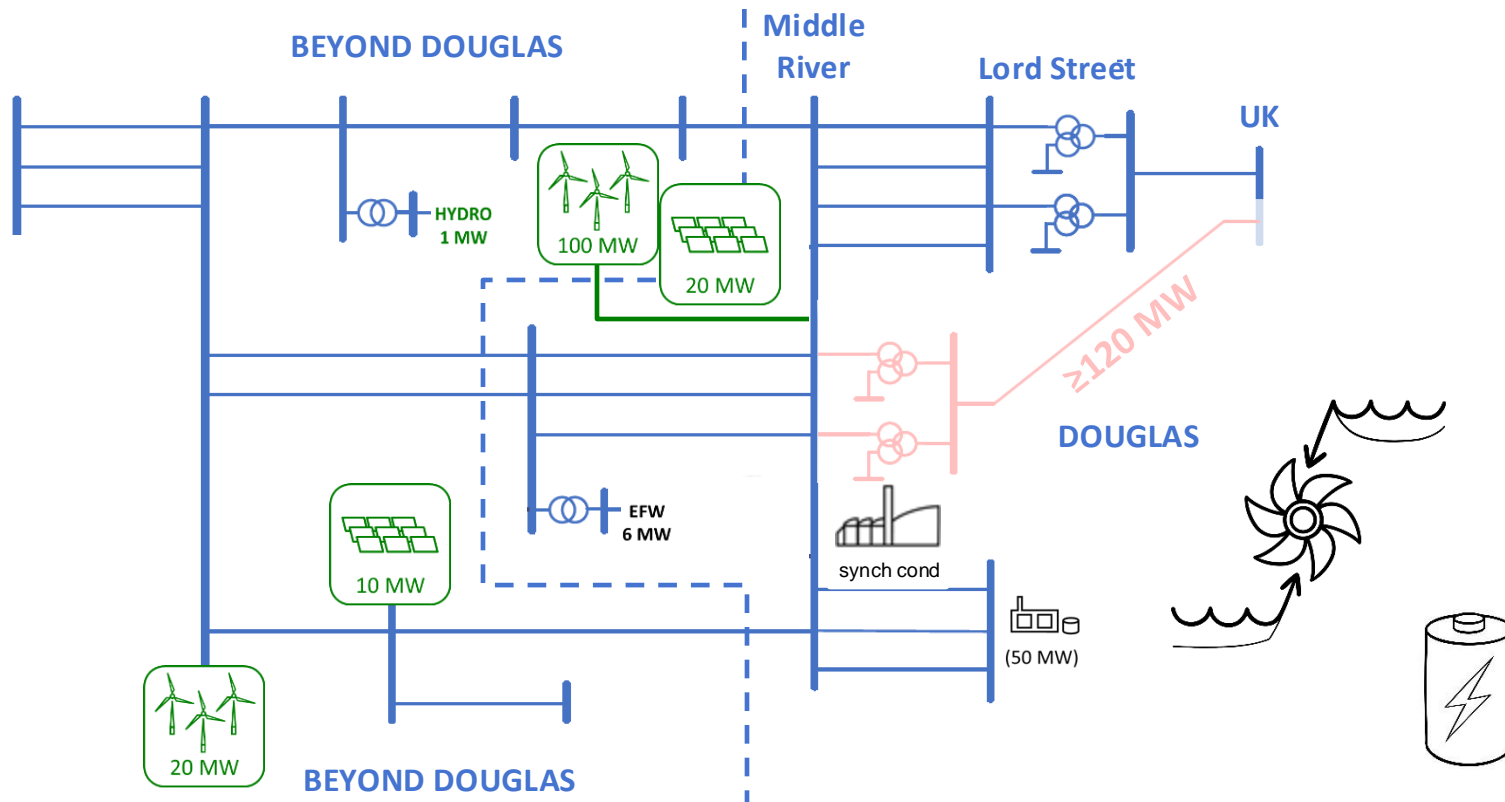 BEYOND DOUGLAS
Middle
River
Lord Street
UK
HYDRO
1 MW
100 MW
20 MW
≥120 MW
DOUGLAS
EFW
6 MW
10 MW
synch cond
(50 MW)
20 MW
BEYOND DOUGLAS